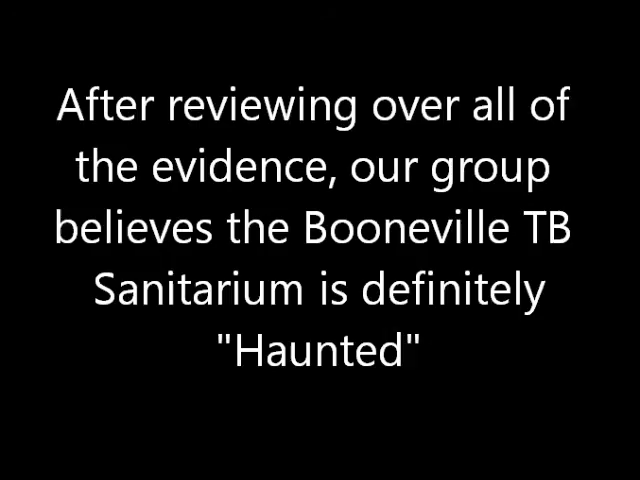 After reviewing over all of
the evidence, our group
believes the Booneville TB
Sanitarium is definitely
"Haunted"